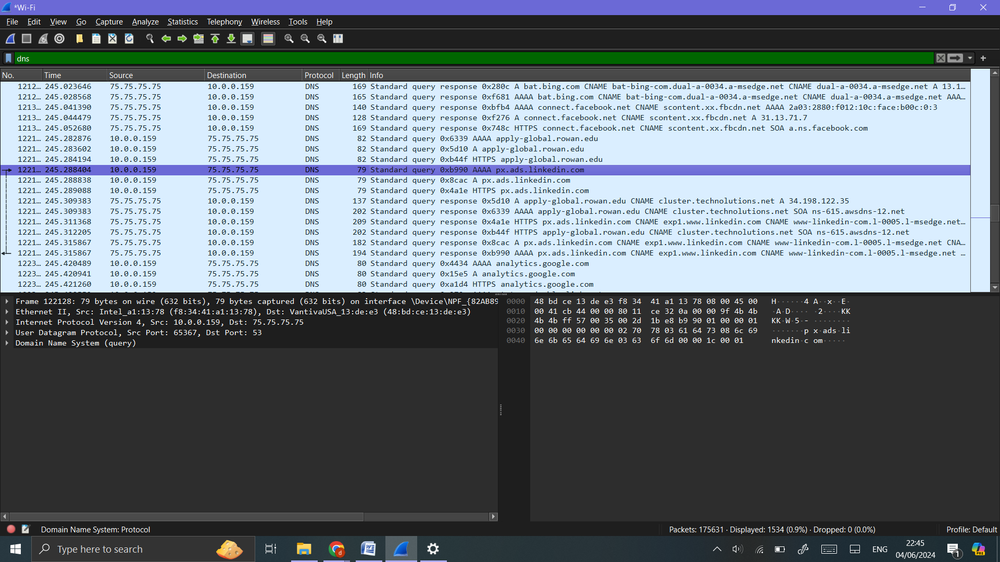 *Wi-Fi
File Edit View Go Capture Analyze Statistics Telephony Wireless Tools Help
dns
No. Time Source Destination Protocol Length Info
1212… 245.023646 75.75.75.75 10.0.0.159 DNS 169 Standard query response 0x280c A bat.bing.com CNAME bat-bing-com.dual-a-0034.a-msedge.net CNAME dual-a-0034.a-msedge.net A 13.1…
1212… 245.028568 75.75.75.75 10.0.0.159 DNS 165 Standard query response 0xf681 AAAA bat.bing.com CNAME bat-bing-com.dual-a-0034.a-msedge.net CNAME dual-a-0034.a-msedge.net AAA…
1213… 245.041390 75.75.75.75 10.0.0.159 DNS 140 Standard query response 0xbfb4 AAAA connect.facebook.net CNAME scontent.xx.fbcdn.net AAAA 2a03:2880:f012:10c:face:b00c:0:3
1213… 245.044479 75.75.75.75 10.0.0.159 DNS 128 Standard query response 0xf276 A connect.facebook.net CNAME scontent.xx.fbcdn.net A 31.13.71.7
1213… 245.052680 75.75.75.75 10.0.0.159 DNS 169 Standard query response 0x748c HTTPS connect.facebook.net CNAME scontent.xx.fbcdn.net SOA a.ns.facebook.com
1221… 245.282876 10.0.0.159 75.75.75.75 DNS 82 Standard query 0x6339 AAAA apply-global.rowan.edu
1221… 245.283602 10.0.0.159 75.75.75.75 DNS 82 Standard query 0x5d10 A apply-global.rowan.edu
1221… 245.284194 10.0.0.159 75.75.75.75 DNS 82 Standard query 0xb44f HTTPS apply-global.rowan.edu
1221… 245.288404 10.0.0.159 75.75.75.75 DNS 79 Standard query 0xb990 AAAA px.ads.linkedin.com
1221… 245.288838 10.0.0.159 75.75.75.75 DNS 79 Standard query 0x8cac A px.ads.linkedin.com
1221… 245.289088 10.0.0.159 75.75.75.75 DNS 79 Standard query 0x4a1e HTTPS px.ads.linkedin.com
1221… 245.309383 75.75.75.75 10.0.0.159 DNS 137 Standard query response 0x5d10 A apply-global.rowan.edu CNAME cluster.technolutions.net A 34.198.122.35
1221… 245.309383 75.75.75.75 10.0.0.159 DNS 202 Standard query response 0x6339 AAAA apply-global.rowan.edu CNAME cluster.technolutions.net SOA ns-615.awsdns-12.net
1221… 245.311368 75.75.75.75 10.0.0.159 DNS 209 Standard query response 0x4a1e HTTPS px.ads.linkedin.com CNAME exp1.www.linkedin.com CNAME www-linkedin-com.l-0005.l-msedge.net…
1221… 245.312205 75.75.75.75 10.0.0.159 DNS 202 Standard query response 0xb44f HTTPS apply-global.rowan.edu CNAME cluster.technolutions.net SOA ns-615.awsdns-12.net
1221… 245.315867 75.75.75.75 10.0.0.159 DNS 182 Standard query response 0x8cac A px.ads.linkedin.com CNAME exp1.www.linkedin.com CNAME www-linkedin-com.l-0005.l-msedge.net CNA…
1221… 245.315867 75.75.75.75 10.0.0.159 DNS 194 Standard query response 0xb990 AAAA px.ads.linkedin.com CNAME exp1.www.linkedin.com CNAME www-linkedin-com.l-0005.l-msedge.net …
1223… 245.420489 10.0.0.159 75.75.75.75 DNS 80 Standard query 0x4434 AAAA analytics.google.com
1223… 245.420941 10.0.0.159 75.75.75.75 DNS 80 Standard query 0x15e5 A analytics.google.com
1223… 245.421260 10.0.0.159 75.75.75.75 DNS 80 Standard query 0xa1d4 HTTPS analytics.google.com
Frame 122128: 79 bytes on wire (632 bits), 79 bytes captured (632 bits) on interface \Device\NPF_{82AB89
Ethernet II, Src: Intel_a1:13:78 (f8:34:41:a1:13:78), Dst: VantivaUSA_13:de:e3 (48:bd:ce:13:de:e3)
Internet Protocol Version 4, Src: 10.0.0.159, Dst: 75.75.75.75
User Datagram Protocol, Src Port: 65367, Dst Port: 53
Domain Name System (query)
0000 48 bd ce 13 de e3 f8 34 41 a1 13 78 08 00 45 00 H······4 A··x··E·
0010 00 41 cb 44 00 00 80 11 ce 32 0a 00 00 9f 4b 4b ·A·D···· ·2····KK
0020 4b 4b ff 57 00 35 00 2d 1b e8 b9 90 01 00 00 01 KK·W·5·- ········
0030 00 00 00 00 00 00 02 70 78 03 61 64 73 08 6c 69 ·······p x·ads·li
0040 6e 6b 65 64 69 6e 03 63 6f 6d 00 00 1c 00 01 nkedin·c om·····
Domain Name System: Protocol
Packets: 175631 · Displayed: 1534 (0.9%) · Dropped: 0 (0.0%)
Profile: Default
Type here to search
ENG
22:45
04/06/2024
1
PRE